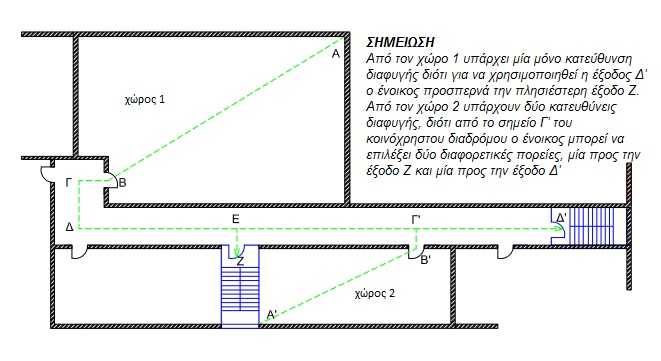 ΣΗΜΕΙΩΣΗ
Από τον χώρο 1 υπάρχει μία μόνο κατεύθυνση
διαφυγής διότι για να χρησιμοποιηθεί η έξοδος Δ'
ο ένοικος προσπερνά την πλησιέστερη έξοδο Ζ.
Από τον χώρο 2 υπάρχουν δύο κατευθύνεις
διαφυγής, διότι από το σημείο Γ' του
κοινόχρηστου διαδρόμου ο ένοικος μπορεί να
επιλέξει δύο διαφορετικές πορείες, μία προς την
έξοδο Ζ και μία προς την έξοδο Δ'
Α
χώρος 1
Γ
Β
Δ
Ε
Γ'
Δ'
Ζ
Β'
χώρος 2
Α'